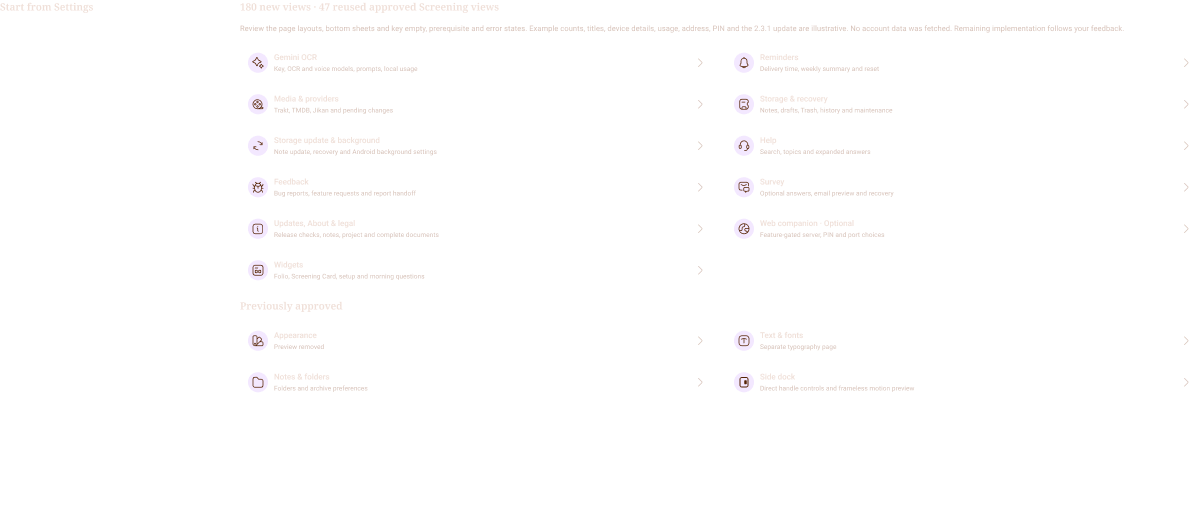 Start from Settings
180 new views · 47 reused approved Screening views
Review the page layouts, bottom sheets and key empty, prerequisite and error states. Example counts, titles, device details, usage, address, PIN and the 2.3.1 update are illustrative. No account data was fetched. Remaining implementation follows your feedback.
Gemini OCR
Key, OCR and voice models, prompts, local usage
Reminders
Delivery time, weekly summary and reset
Media & providers
Trakt, TMDB, Jikan and pending changes
Storage & recovery
Notes, drafts, Trash, history and maintenance
Storage update & background
Note update, recovery and Android background settings
Help
Search, topics and expanded answers
Feedback
Bug reports, feature requests and report handoff
Survey
Optional answers, email preview and recovery
Updates, About & legal
Release checks, notes, project and complete documents
Web companion · Optional
Feature-gated server, PIN and port choices
Widgets
Folio, Screening Card, setup and morning questions
Previously approved
Appearance
Preview removed
Text & fonts
Separate typography page
Notes & folders
Folders and archive preferences
Side dock
Direct handle controls and frameless motion preview